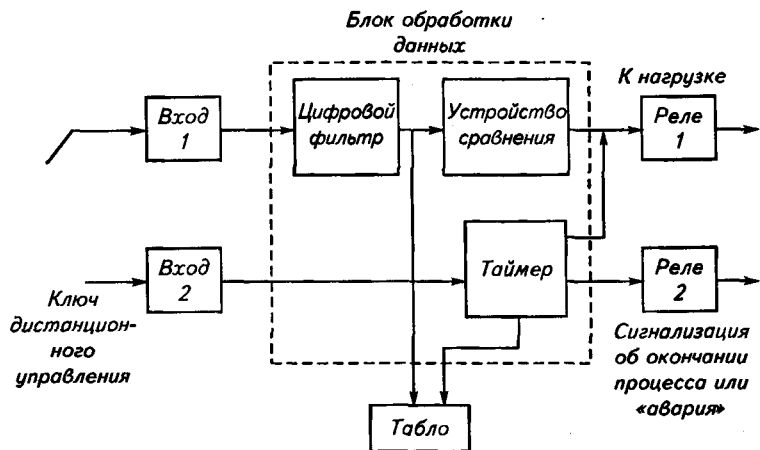 Блок обработки
данных
К нагрузке
Вход
1
Цифровой
фильтр
Устройство
сравнения
Реле
1
Вход
2
Таймер
Реле
2
Ключ
дистанцион-
ного
управления
Сигнализация
об окончании
процесса или
«авария»
Табло